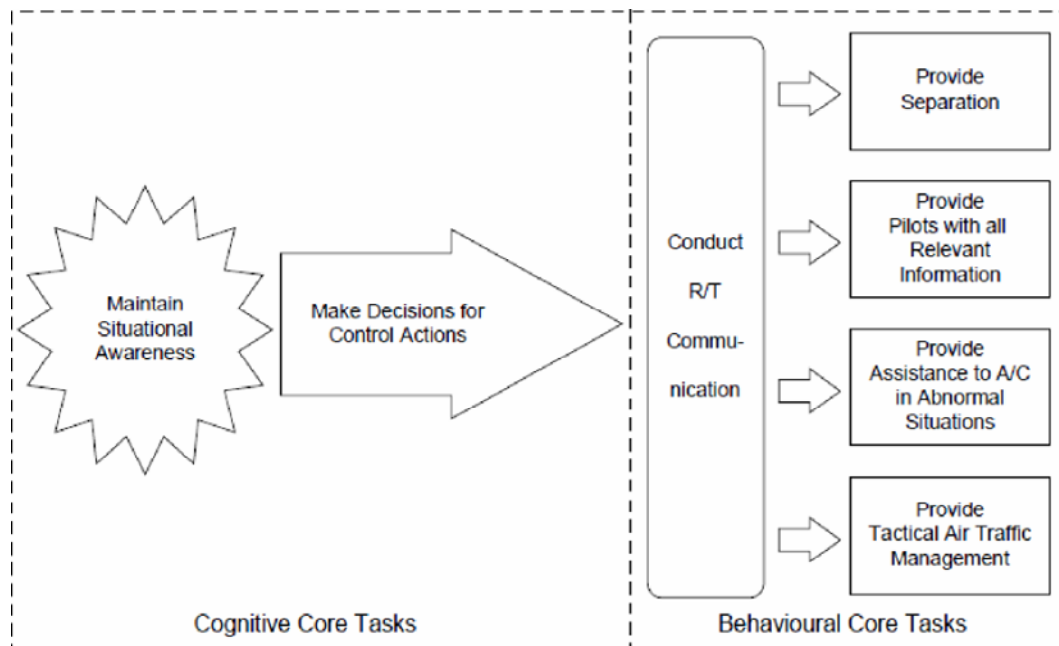 Maintain
Situational
Awareness
Make Decisions for
Control Actions
Cognitive Core Tasks
Conduct
R/T
Commu-
nication
Provide
Separation
Provide
Pilots with all
Relevant
Information
Provide
Assistance to A/C
in Abnormal
Situations
Provide
Tactical Air Traffic
Management
Behavioural Core Tasks